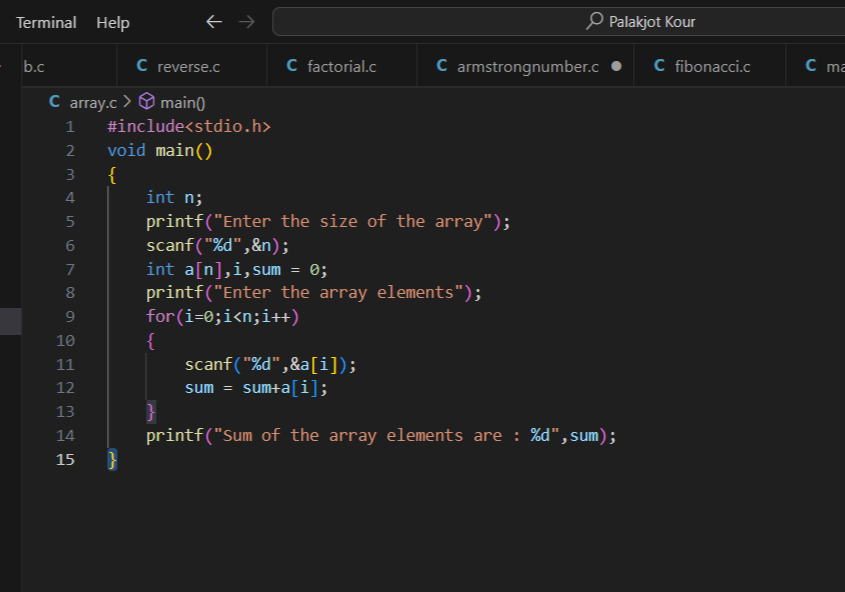 Terminal Help Palakjot Kour
b.c C reverse.c C factorial.c C armstrongnumber.c C fibonacci.c C
C array.c > main()
1 #include<stdio.h>
2 void main()
3 {
4 int n;
5 printf("Enter the size of the array");
6 scanf("%d",&n);
7 int a[n],i,sum = 0;
8 printf("Enter the array elements");
9 for(i=0;i<n;i++)
10 {
11 scanf("%d",&a[i]);
12 sum = sum+a[i];
13 }
14 printf("Sum of the array elements are : %d",sum);
15 }